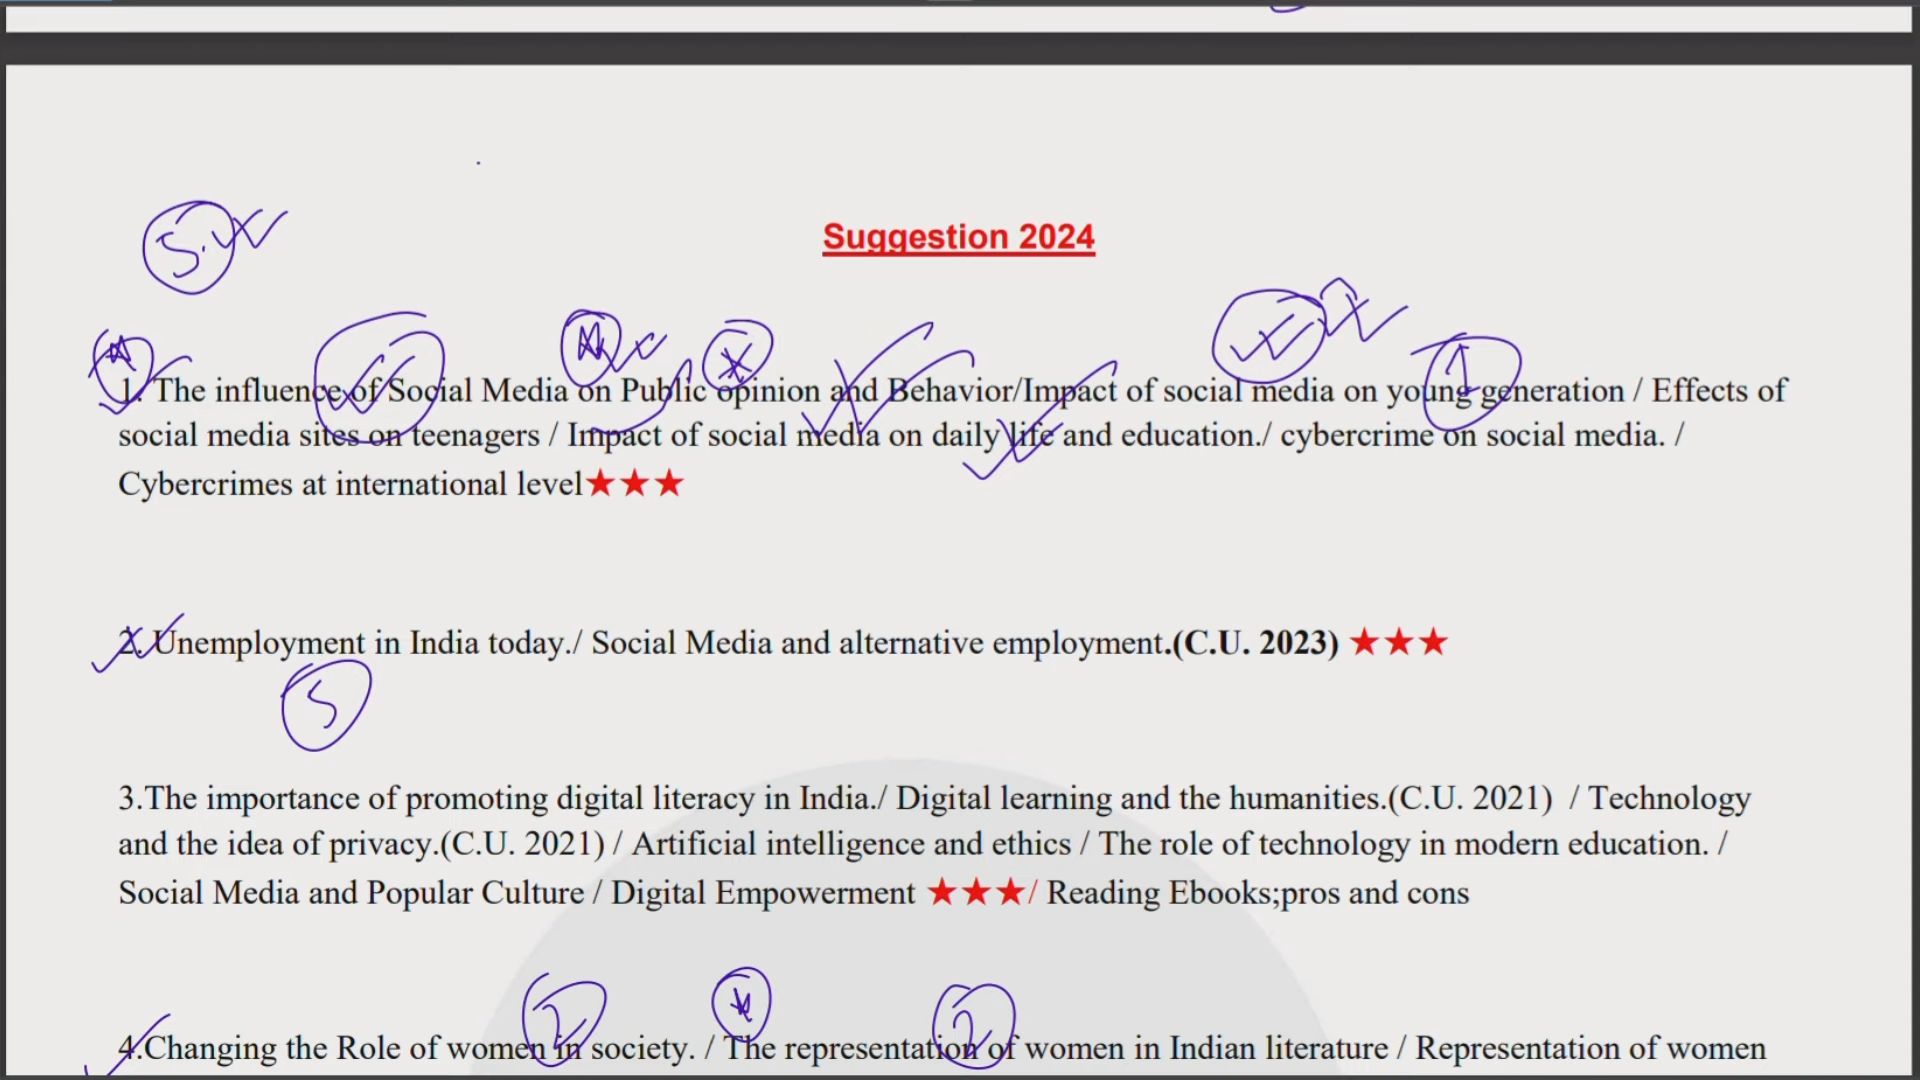 Suggestion 2024
1. The influence of Social Media on Public opinion and Behavior/Impact of social media on young generation / Effects of
social media sites on teenagers / Impact of social media on daily life and education./ cybercrime on social media. /
Cybercrimes at international level★★★
2. Unemployment in India today./ Social Media and alternative employment.(C.U. 2023) ★★★
S
3.The importance of promoting digital literacy in India./ Digital learning and the humanities.(C.U. 2021) / Technology
and the idea of privacy.(C.U. 2021) / Artificial intelligence and ethics / The role of technology in modern education. /
Social Media and Popular Culture / Digital Empowerment ★★★/ Reading Ebooks;pros and cons
2 2
4.Changing the Role of women in society. / The representation of women in Indian literature / Representation of women